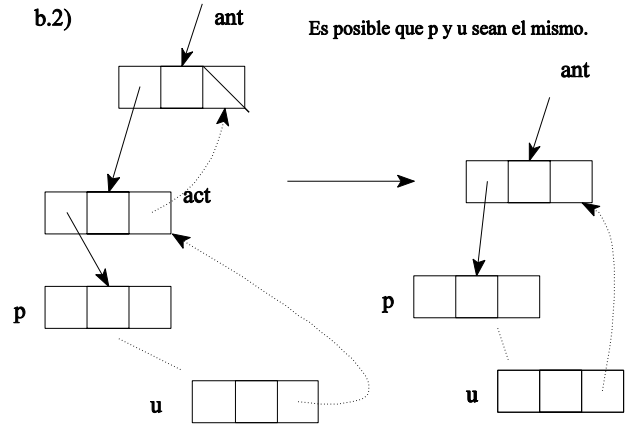 b.2)
ant
Es posible que p y u sean el mismo.
ant
act
p
p
u
u